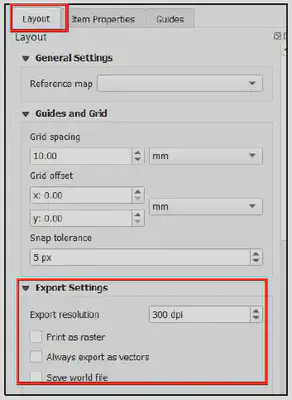 Layout Item Properties Guides
Layout
General Settings
Reference map
Guides and Grid
Grid spacing
10.00 mm
Grid offset
x: 0.00
mm
y: 0.00
Snap tolerance
5 px
Export Settings
Export resolution 300 dpi
Print as raster
Always export as vectors
Save world file